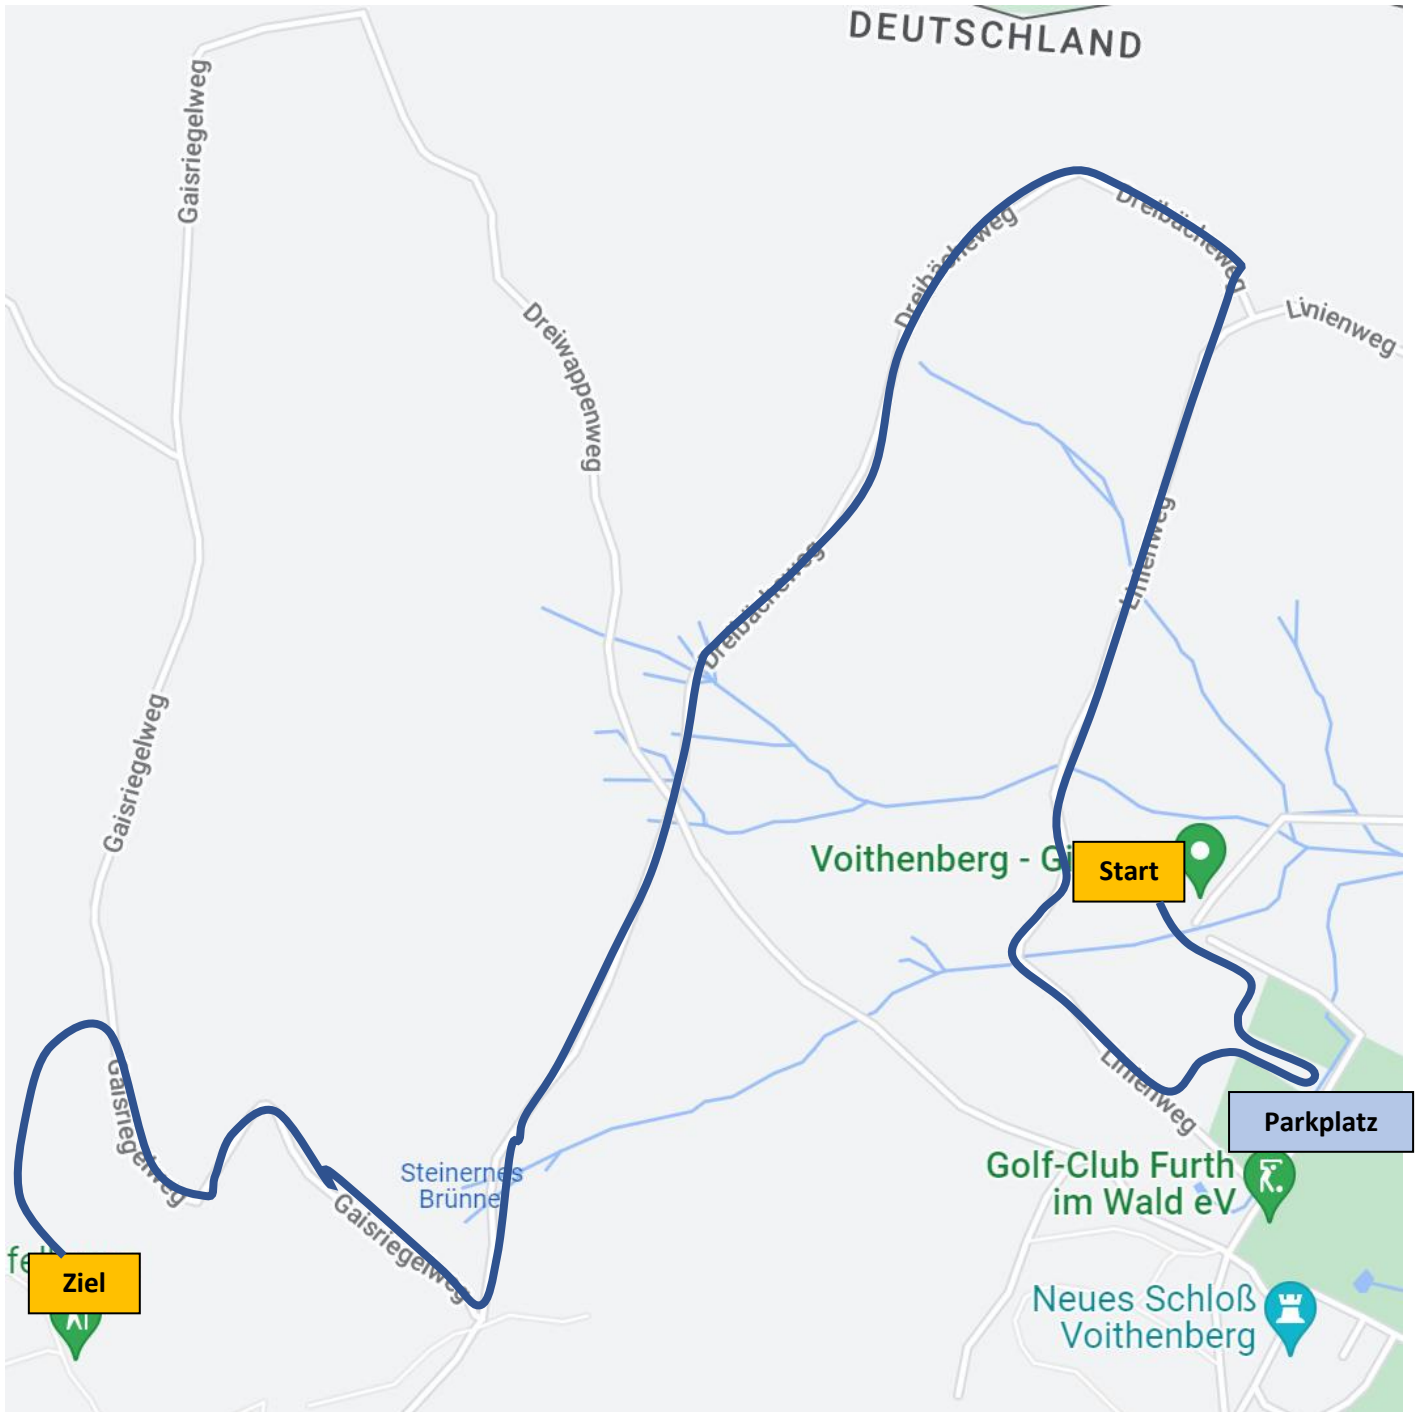 DEUTSCHLAND
Gaisriegelweg
Dreibächeweg
Dreibächeweg
Linienweg
Dreiwappenweg
Linienweg
Dreibächeweg
Gaisriegelweg
Voithenberg - G
Start
Linienweg
Gaisriegelweg
Parkplatz
Steinernes
Brünne
Golf-Club Furth
im Wald eV
Gaisriegelweg
Ziel
Neues Schloß
Voithenberg